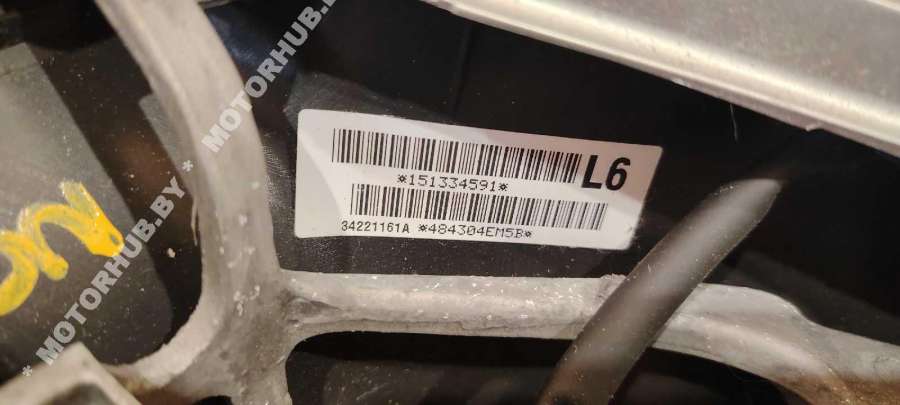 L6
*151334591*
34221161A *484304EM5B*
* MOTORHUB.BY * MOTORHUB.BY
* MOTORHUB.BY